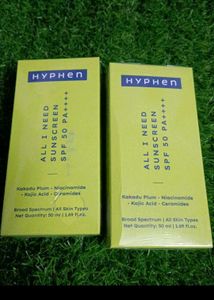 HYPHEN
ALL I NEED
SUNSCREEN
SPF 50 PA++++
Kakadu Plum - Niacinamide
- Kojic Acid - Ceramides
Broad Spectrum | All Skin Types
Net Quantity: 50 ml | 1.69 fl.oz.
HYPHEN
ALL I NEED
SUNSCREEN
SPF 50 PA++++
Kakadu Plum - Niacinamide
- Kojic Acid - Ceramides
Broad Spectrum | All Skin Types
Net Quantity: 50 ml | 1.69 fl.oz.